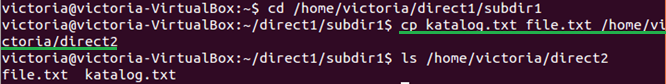 victoria@victoria-VirtualBox:~$ cd /home/victoria/direct1/subdir1
victoria@victoria-VirtualBox:~/direct1/subdir1$ cp katalog.txt file.txt /home/vi
ctoria/direct2
victoria@victoria-VirtualBox:~/direct1/subdir1$ ls /home/victoria/direct2
file.txt  katalog.txt